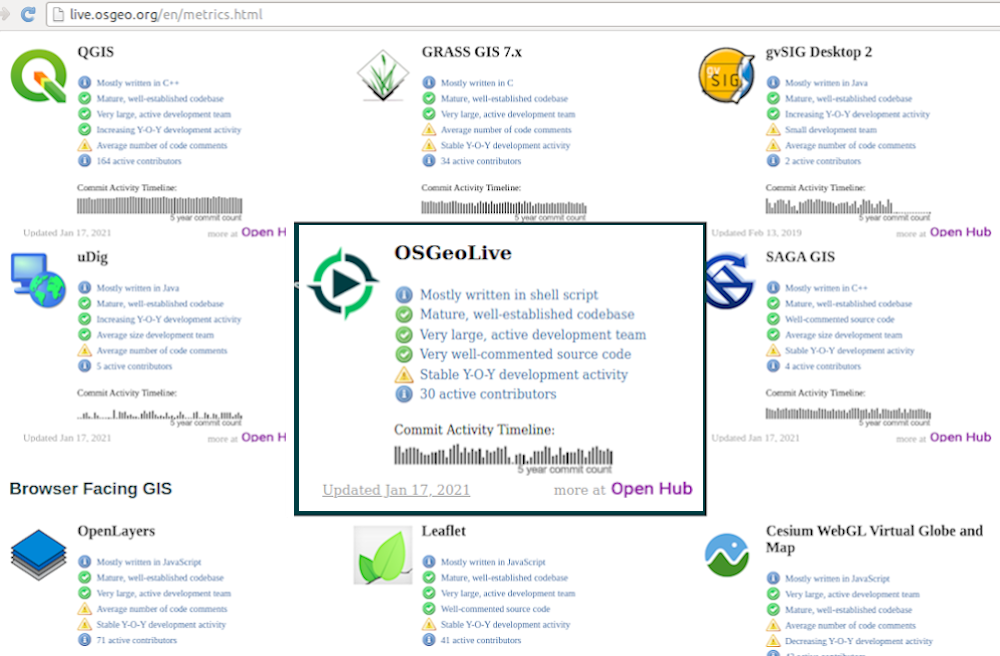 live.osgeo.org/en/metrics.html
QGIS
Mostly written in C++
Mature, well-established codebase
Very large, active development team
Increasing Y-O-Y development activity
Average number of code comments
164 active contributors
Commit Activity Timeline:
5 year commit count
Updated Jan 17, 2021
more at Open H
GRASS GIS 7.x
Mostly written in C
Mature, well-established codebase
Very large, active development team
Average number of code comments
Stable Y-O-Y development activity
34 active contributors
Commit Activity Timeline:
5 year commit count
gvSIG Desktop 2
gv
SIG
Mostly written in Java
Mature, well-established codebase
Increasing Y-O-Y development activity
Small development team
Average number of code comments
2 active contributors
Commit Activity Timeline:
5 year commit count
Updated Feb 13, 2019
more at Open Hub
uDig
Mostly written in Java
Mature, well-established codebase
Increasing Y-O-Y development activity
Average size development team
Average number of code comments
5 active contributors
Commit Activity Timeline:
5 year commit count
Updated Jan 17, 2021
more at Open H
OSGeoLive
Mostly written in shell script
Mature, well-established codebase
Very large, active development team
Very well-commented source code
Stable Y-O-Y development activity
30 active contributors
Commit Activity Timeline:
5 year commit count
Updated Jan 17, 2021
more at Open Hub
SAGA GIS
Mostly written in C++
Mature, well-established codebase
Well-commented source code
Average size development team
Stable Y-O-Y development activity
4 active contributors
Commit Activity Timeline:
5 year commit count
Updated Jan 17, 2021
more at Open Hub
Browser Facing GIS
OpenLayers
Mostly written in JavaScript
Mature, well-established codebase
Very large, active development team
Average number of code comments
Stable Y-O-Y development activity
71 active contributors
Leaflet
Mostly written in JavaScript
Mature, well-established codebase
Very large, active development team
Well-commented source code
Stable Y-O-Y development activity
41 active contributors
Cesium WebGL Virtual Globe and
Map
Mostly written in JavaScript
Very large, active development team
Mature, well-established codebase
Average number of code comments
Decreasing Y-O-Y development activity